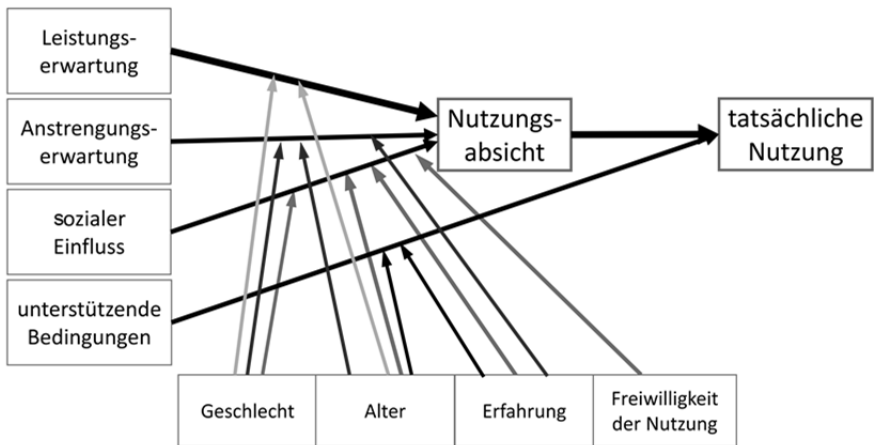 Leistungs-
erwartung
Anstrengungs-
erwartung
sozialer
Einfluss
unterstützende
Bedingungen
Nutzungs-
absicht
tatsächliche
Nutzung
Geschlecht
Alter
Erfahrung
Freiwilligkeit
der Nutzung